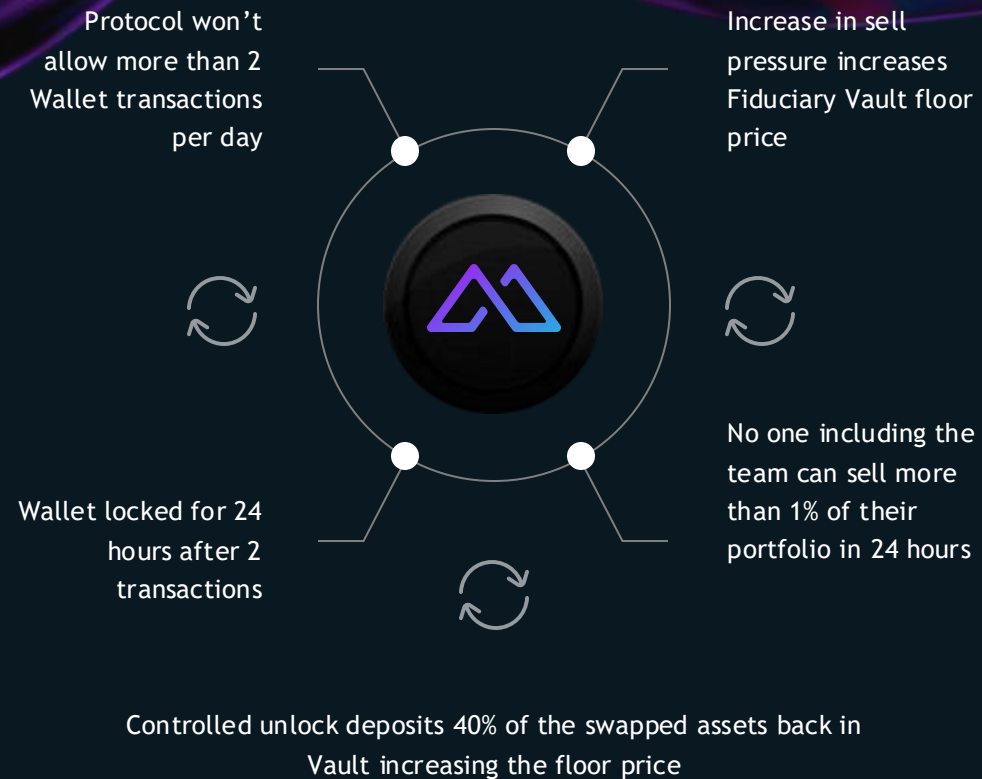 Protocol won’t
allow more than 2
Wallet transactions
per day
Increase in sell
pressure increases
Fiduciary Vault floor
price
Wallet locked for 24
hours after 2
transactions
No one including the
team can sell more
than 1% of their
portfolio in 24 hours
Controlled unlock deposits 40% of the swapped assets back in
Vault increasing the floor price